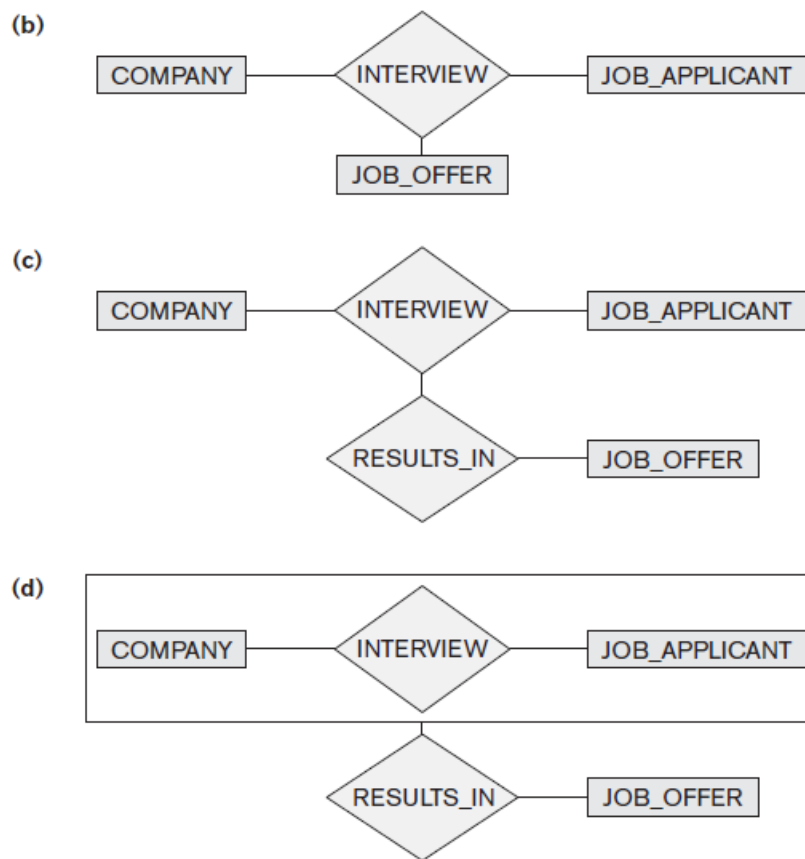 (b)
COMPANY INTERVIEW JOB_APPLICANT
JOB_OFFER
(c)
COMPANY INTERVIEW JOB_APPLICANT
RESULTS_IN JOB_OFFER
(d)
COMPANY INTERVIEW JOB_APPLICANT
RESULTS_IN JOB_OFFER